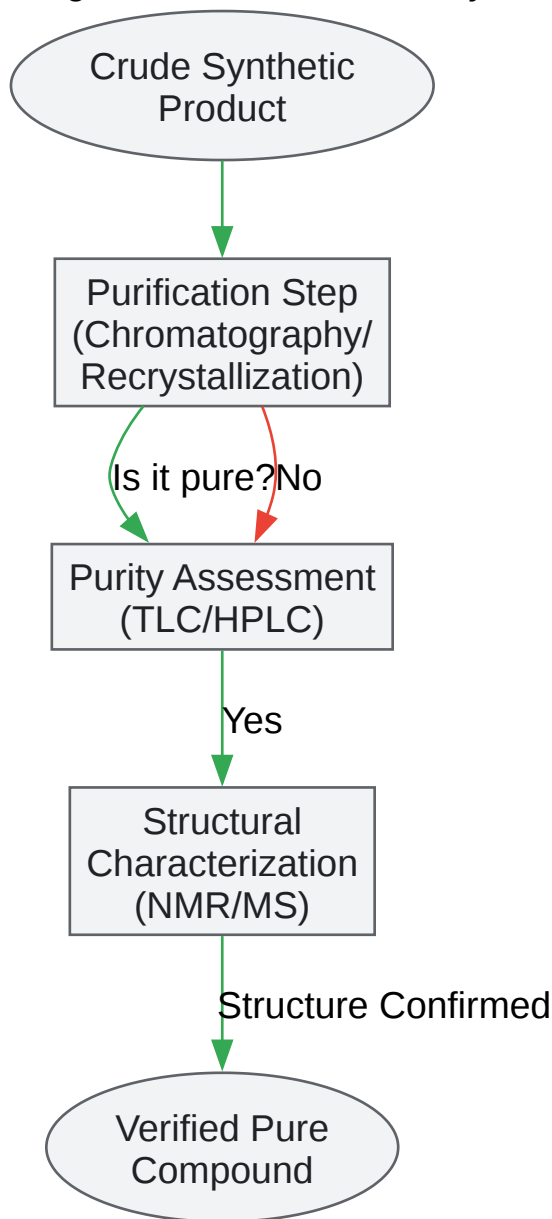 Crude Synthetic
Product
Purification Step
(Chromatography/
Recrystallization)
Is it pure?
No
Purity Assessment
(TLC/HPLC)
Yes
Structural
Characterization
(NMR/MS)
Structure Confirmed
Verified Pure
Compound